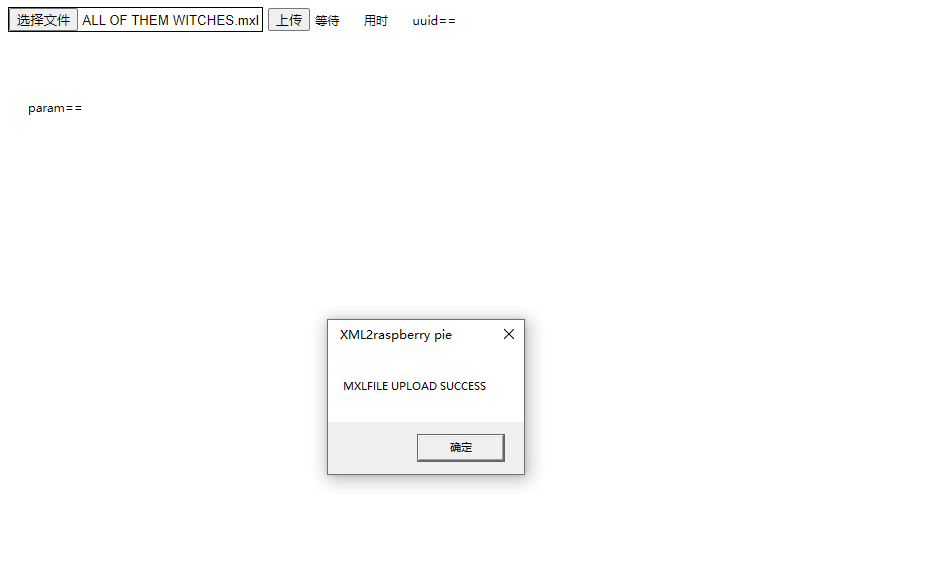 选择文件 ALL OF THEM WITCHES.mxl 上传 等待 用时 uuid==
param==
XML2raspberry pie
MXLFILE UPLOAD SUCCESS
确定